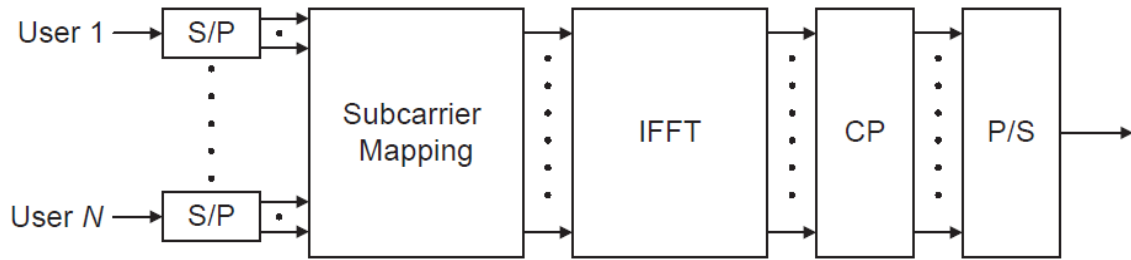 User 1
S/P
Subcarrier
Mapping
IFFT
CP
P/S
User N
S/P